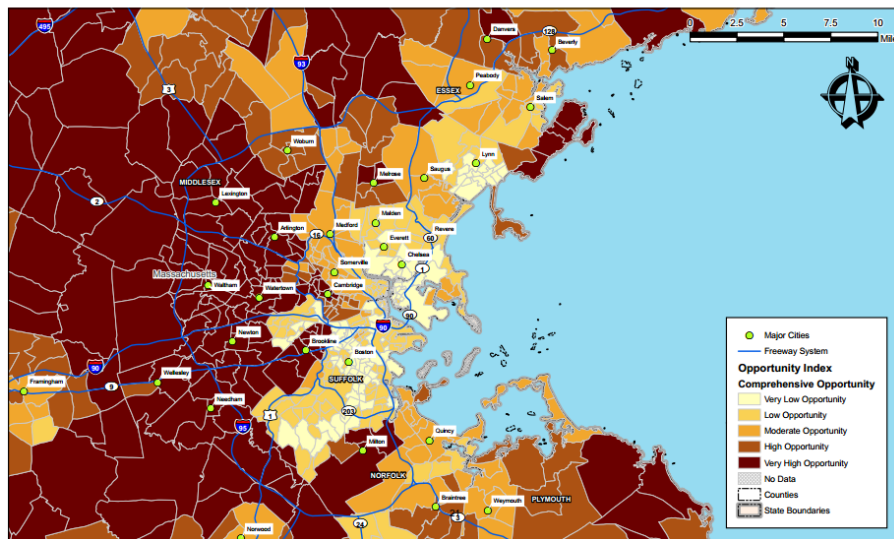 0 2.5 5 10
Miles
495
Danvers
128
Beverly
93
Peabody
3
ESSEX
Salem
Woburn
Lynn
Melrose
Saugus
MIDDLESEX
Lexington
2
Malden
Arlington
16
Medford
Revere
60
Everett
Chelsea
Somerville
1
Massachusetts
Waltham
Watertown
Cambridge
90
90
Newton
Brookline
Boston
90
Framingham
9
Wellesley
SUFFOLK
Needham
1
203
95
Milton
Quincy
NORFOLK
Braintree
Weymouth
PLYMOUTH
3
24
Norwood
Major Cities
Freeway System
Opportunity Index
Comprehensive Opportunity
Very Low Opportunity
Low Opportunity
Moderate Opportunity
High Opportunity
Very High Opportunity
No Data
Counties
State Boundaries